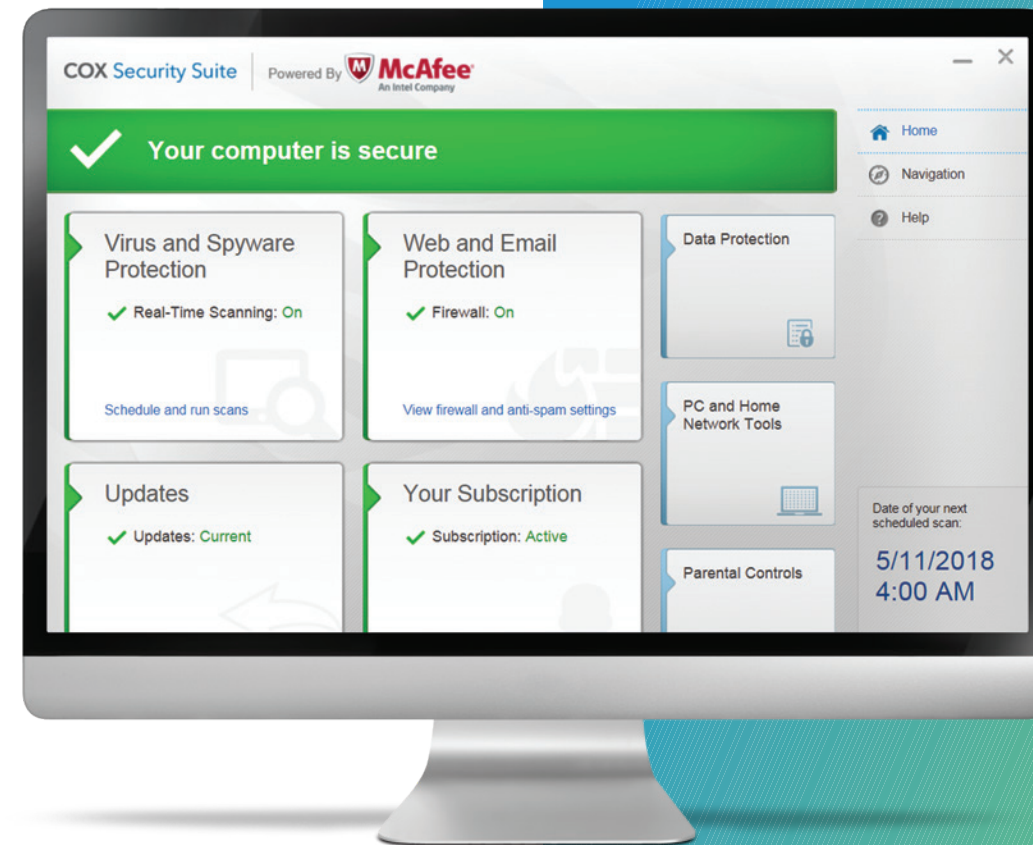 COX Security Suite
Powered By McAfee
An Intel Company
Your computer is secure
Home
Navigation
Help
Virus and Spyware
Protection
Real-Time Scanning: On
Schedule and run scans
Web and Email
Protection
Firewall: On
View firewall and anti-spam settings
Data Protection
PC and Home
Network Tools
Updates
Updates: Current
Your Subscription
Subscription: Active
Parental Controls
Date of your next
scheduled scan:
5/11/2018
4:00 AM